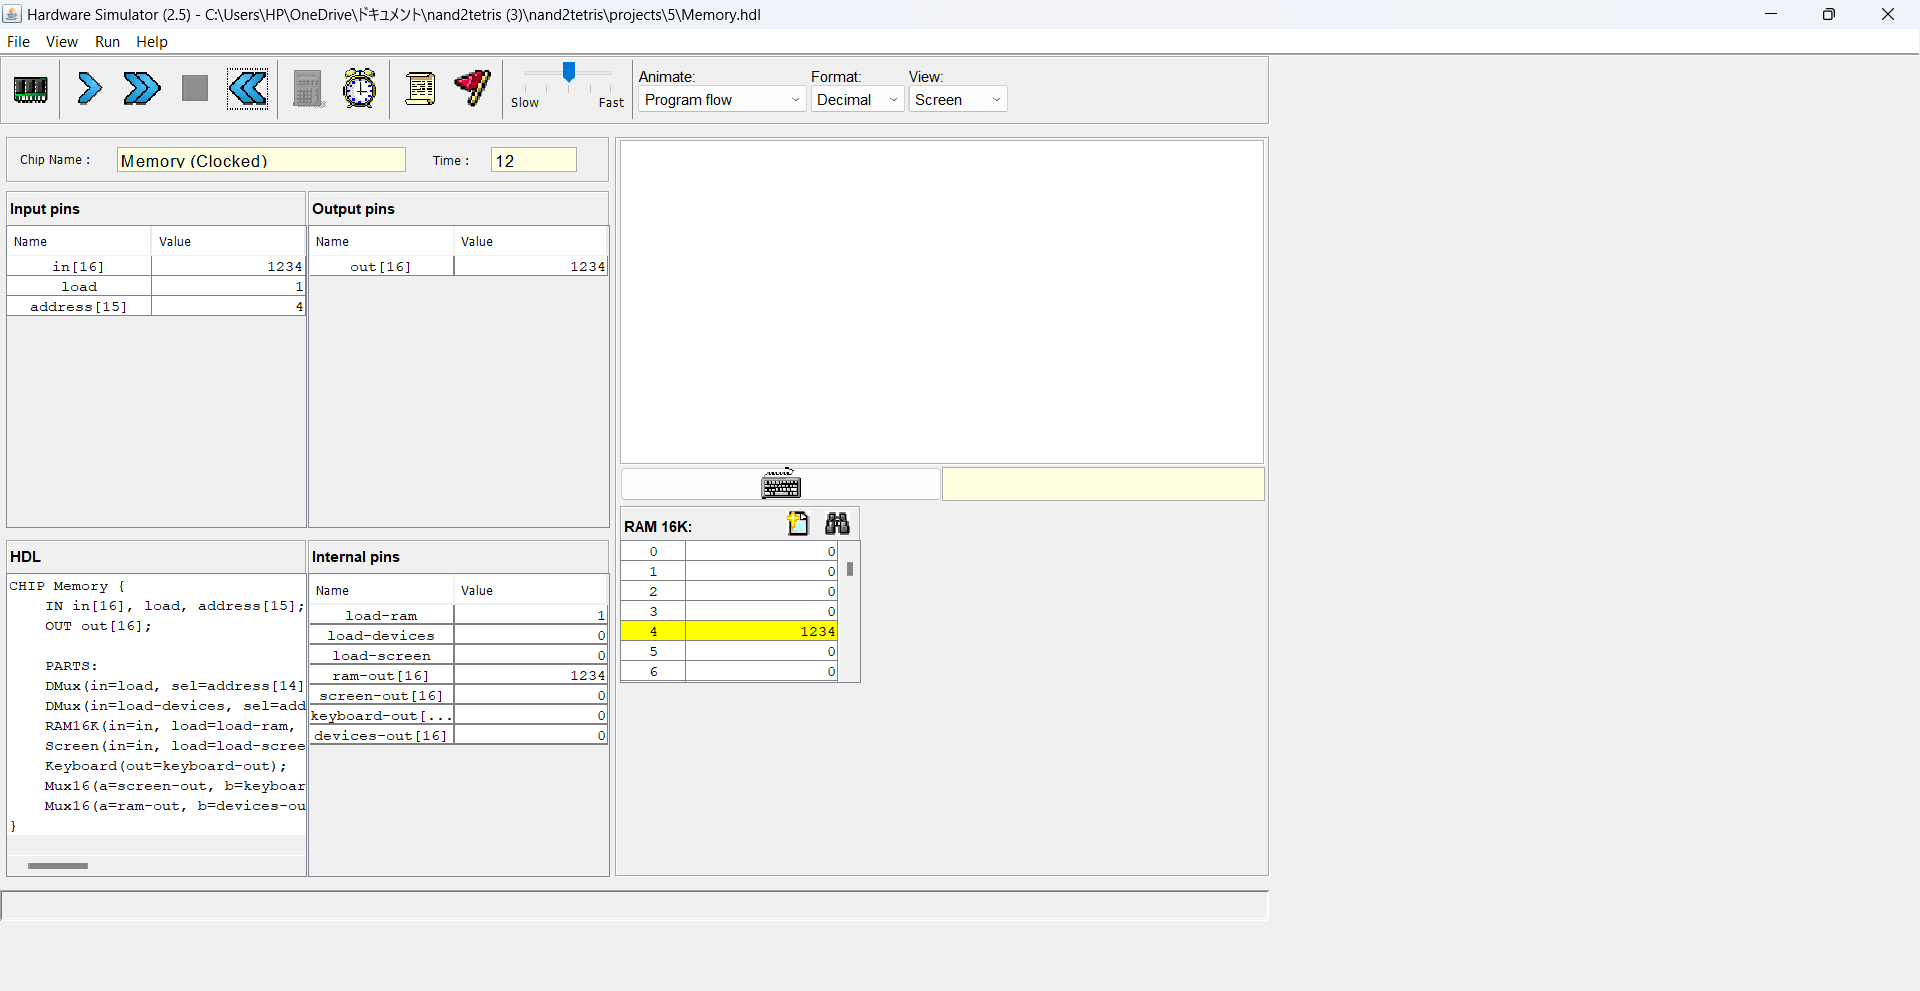 Hardware Simulator (2.5) - C:\Users\HP\OneDrive\ドキュメント\nand2tetris (3)\nand2tetris\projects\5\Memory.hdl
File View Run Help
Slow Fast
Animate: Format: View:
Program flow Decimal Screen
Chip Name : Memory (Clocked) Time : 12
Input pins
Name Value
in[16] 1234
load 1
address[15] 4
Output pins
Name Value
out[16] 1234
HDL
CHIP Memory {
IN in[16], load, address[15];
OUT out[16];
PARTS:
DMux(in=load, sel=address[14]
DMux(in=load-devices, sel=add
RAM16K(in=in, load=load-ram,
Screen(in=in, load=load-scree
Keyboard(out=keyboard-out);
Mux16(a=screen-out, b=keyboar
Mux16(a=ram-out, b=devices-ou
}
Internal pins
Name Value
load-ram 1
load-devices 0
load-screen 0
ram-out[16] 1234
screen-out[16] 0
keyboard-out[... 0
devices-out[16] 0
RAM 16K:
0 0
1 0
2 0
3 0
4 1234
5 0
6 0